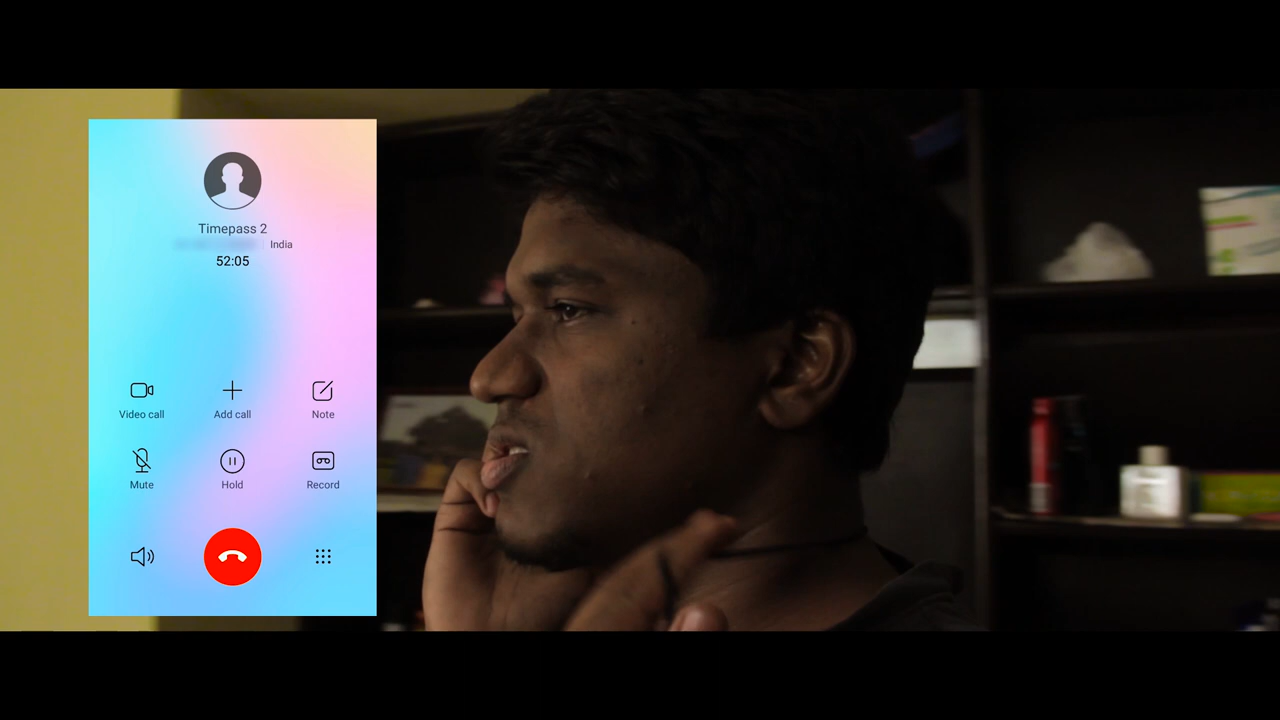 Timepass 2
India
52:05
Video call
Add call
Note
Mute
Hold
Record